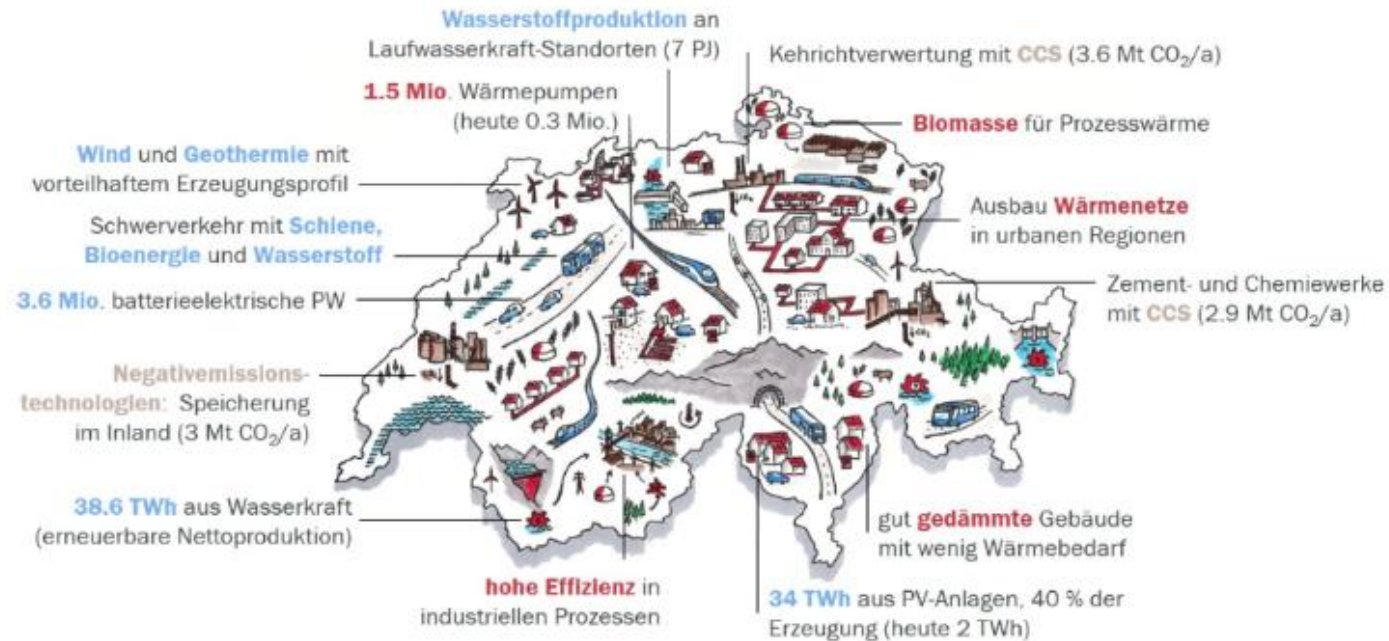 Wasserstoffproduktion an
Laufwasserkraft-Standorten (7 PJ)
Kehrichtverwertung mit CCS (3.6 Mt CO₂/a)
1.5 Mio. Wärmepumpen
(heute 0.3 Mio.)
Biomasse für Prozesswärme
Wind und Geothermie mit
vorteilhaftem Erzeugungsprofil
Ausbau Wärmenetze
in urbanen Regionen
Schwerverkehr mit Schiene,
Bioenergie und Wasserstoff
3.6 Mio. batterieelektrische PW
Zement- und Chemiewerke
mit CCS (2.9 Mt CO₂/a)
Negativemissions-
technologien: Speicherung
im Inland (3 Mt CO₂/a)
38.6 TWh aus Wasserkraft
(erneuerbare Nettoproduktion)
gut gedämmte Gebäude
mit wenig Wärmebedarf
hohe Effizienz in
industriellen Prozessen
34 TWh aus PV-Anlagen, 40 % der
Erzeugung (heute 2 TWh)